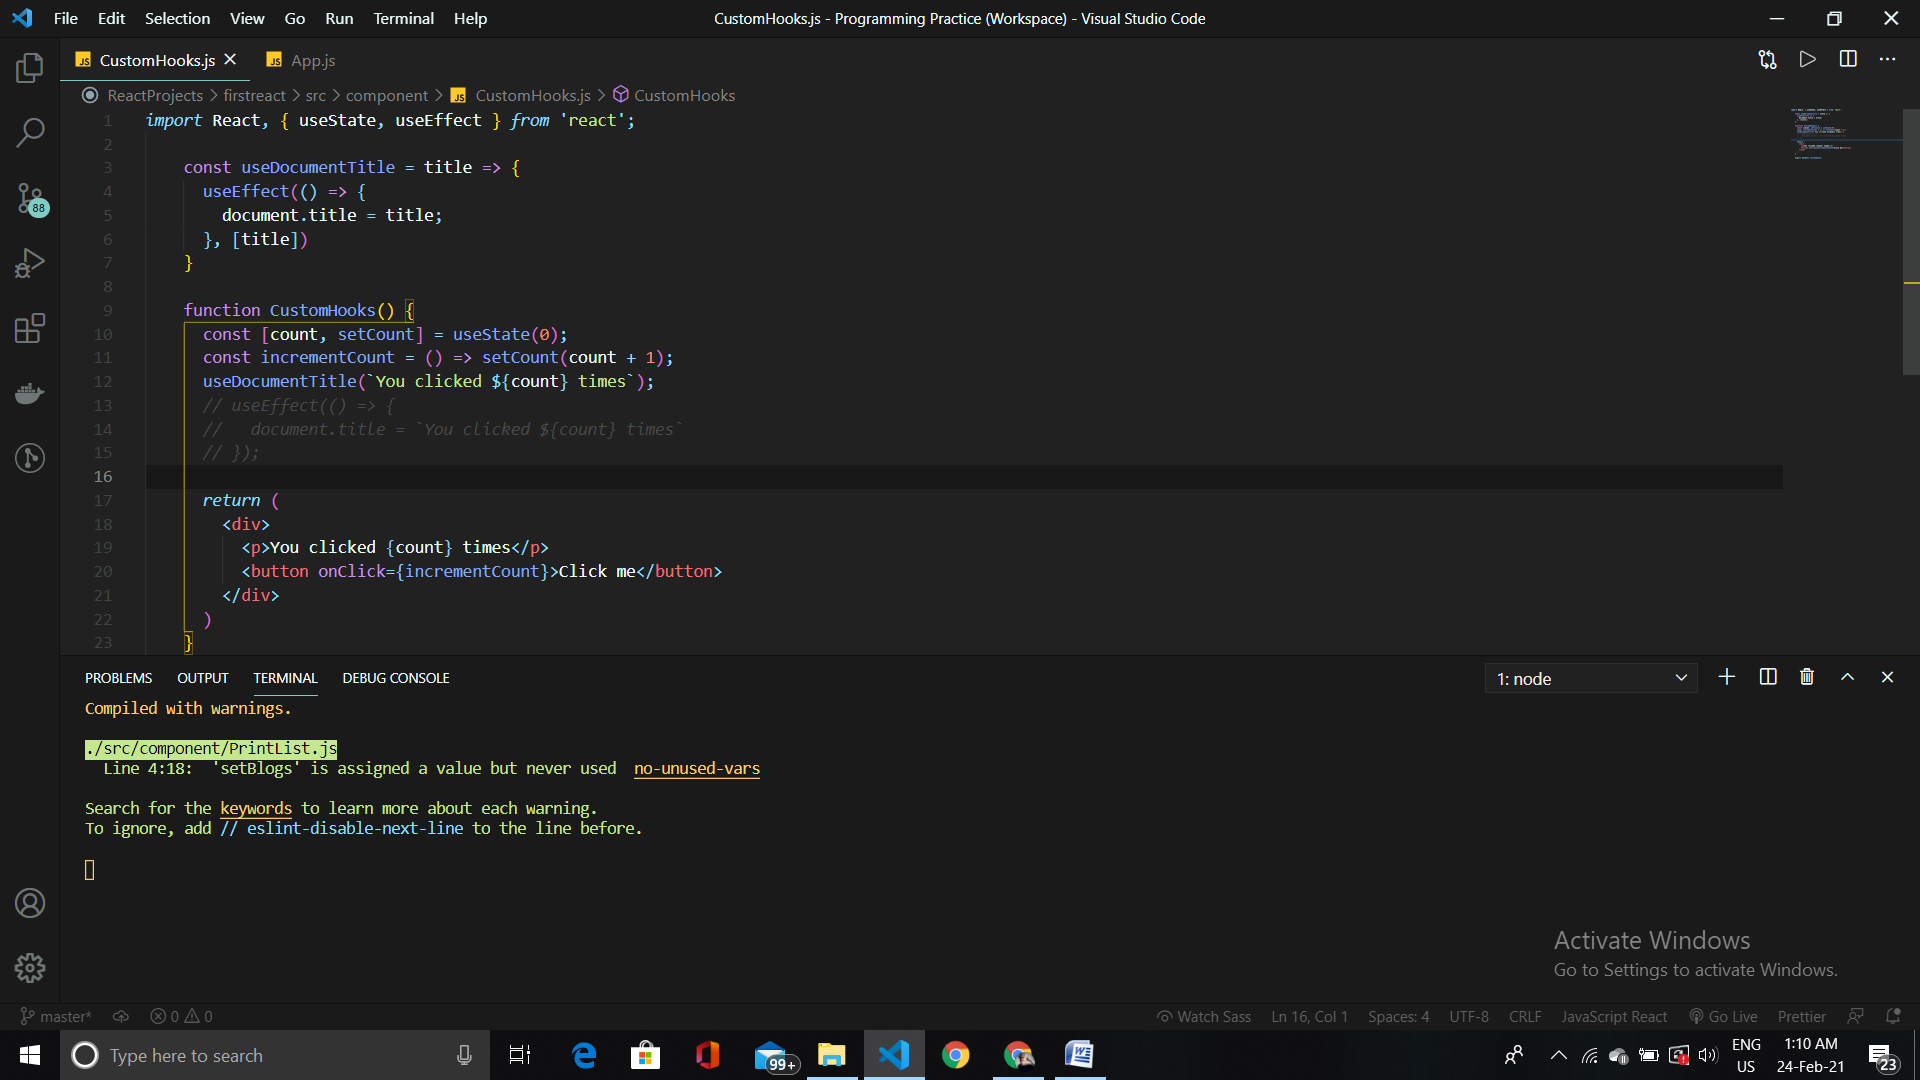 File Edit Selection View Go Run Terminal Help
CustomHooks.js - Programming Practice (Workspace) - Visual Studio Code
JS CustomHooks.js
JS App.js
ReactProjects > firstreact > src > component > JS CustomHooks.js > CustomHooks
1 import React, { useState, useEffect } from 'react';
2
3 const useDocumentTitle = title => {
4 useEffect(() => {
5 document.title = title;
6 }, [title])
7 }
8
9 function CustomHooks() {
10 const [count, setCount] = useState(0);
11 const incrementCount = () => setCount(count + 1);
12 useDocumentTitle(`You clicked ${count} times`);
13 // useEffect(() => {
14 //   document.title = `You clicked ${count} times`
15 // });
16
17 return (
18 <div>
19 <p>You clicked {count} times</p>
20 <button onClick={incrementCount}>Click me</button>
21 </div>
22 )
23 }
88
PROBLEMS OUTPUT TERMINAL DEBUG CONSOLE
1: node
Compiled with warnings.
./src/component/PrintList.js
Line 4:18:  'setBlogs' is assigned a value but never used  no-unused-vars
Search for the keywords to learn more about each warning.
To ignore, add // eslint-disable-next-line to the line before.
Activate Windows
Go to Settings to activate Windows.
master* 0 0
Watch Sass Ln 16, Col 1 Spaces: 4 UTF-8 CRLF JavaScript React Go Live Prettier
Type here to search
99+
ENG
US
1:10 AM
24-Feb-21
23